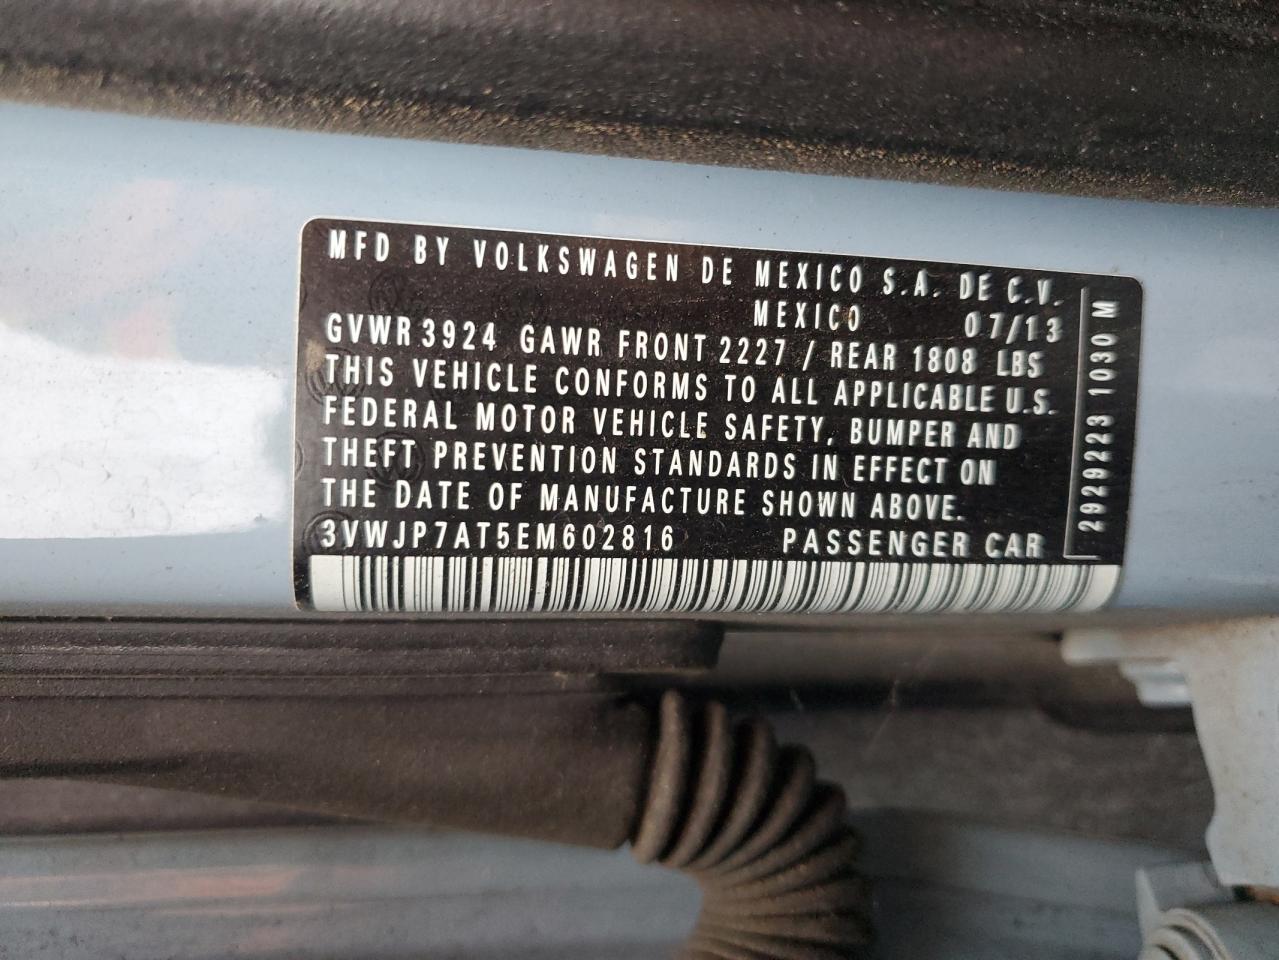 MFD BY VOLKSWAGEN DE MEXICO S.A. DE C.V.
MEXICO 07/13
GVWR 3924 GAWR FRONT 2227 / REAR 1808 LBS
THIS VEHICLE CONFORMS TO ALL APPLICABLE U.S.
FEDERAL MOTOR VEHICLE SAFETY, BUMPER AND
THEFT PREVENTION STANDARDS IN EFFECT ON
THE DATE OF MANUFACTURE SHOWN ABOVE.
3VWJP7AT5EM602816 PASSENGER CAR
2929223 1030 M